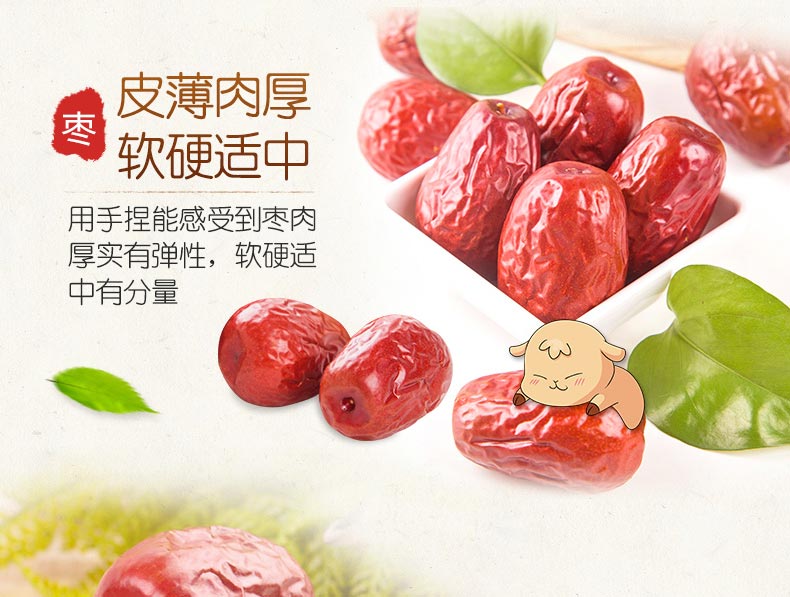 枣
皮薄肉厚
软硬适中
用手捏能感受到枣肉
厚实有弹性，软硬适
中有分量